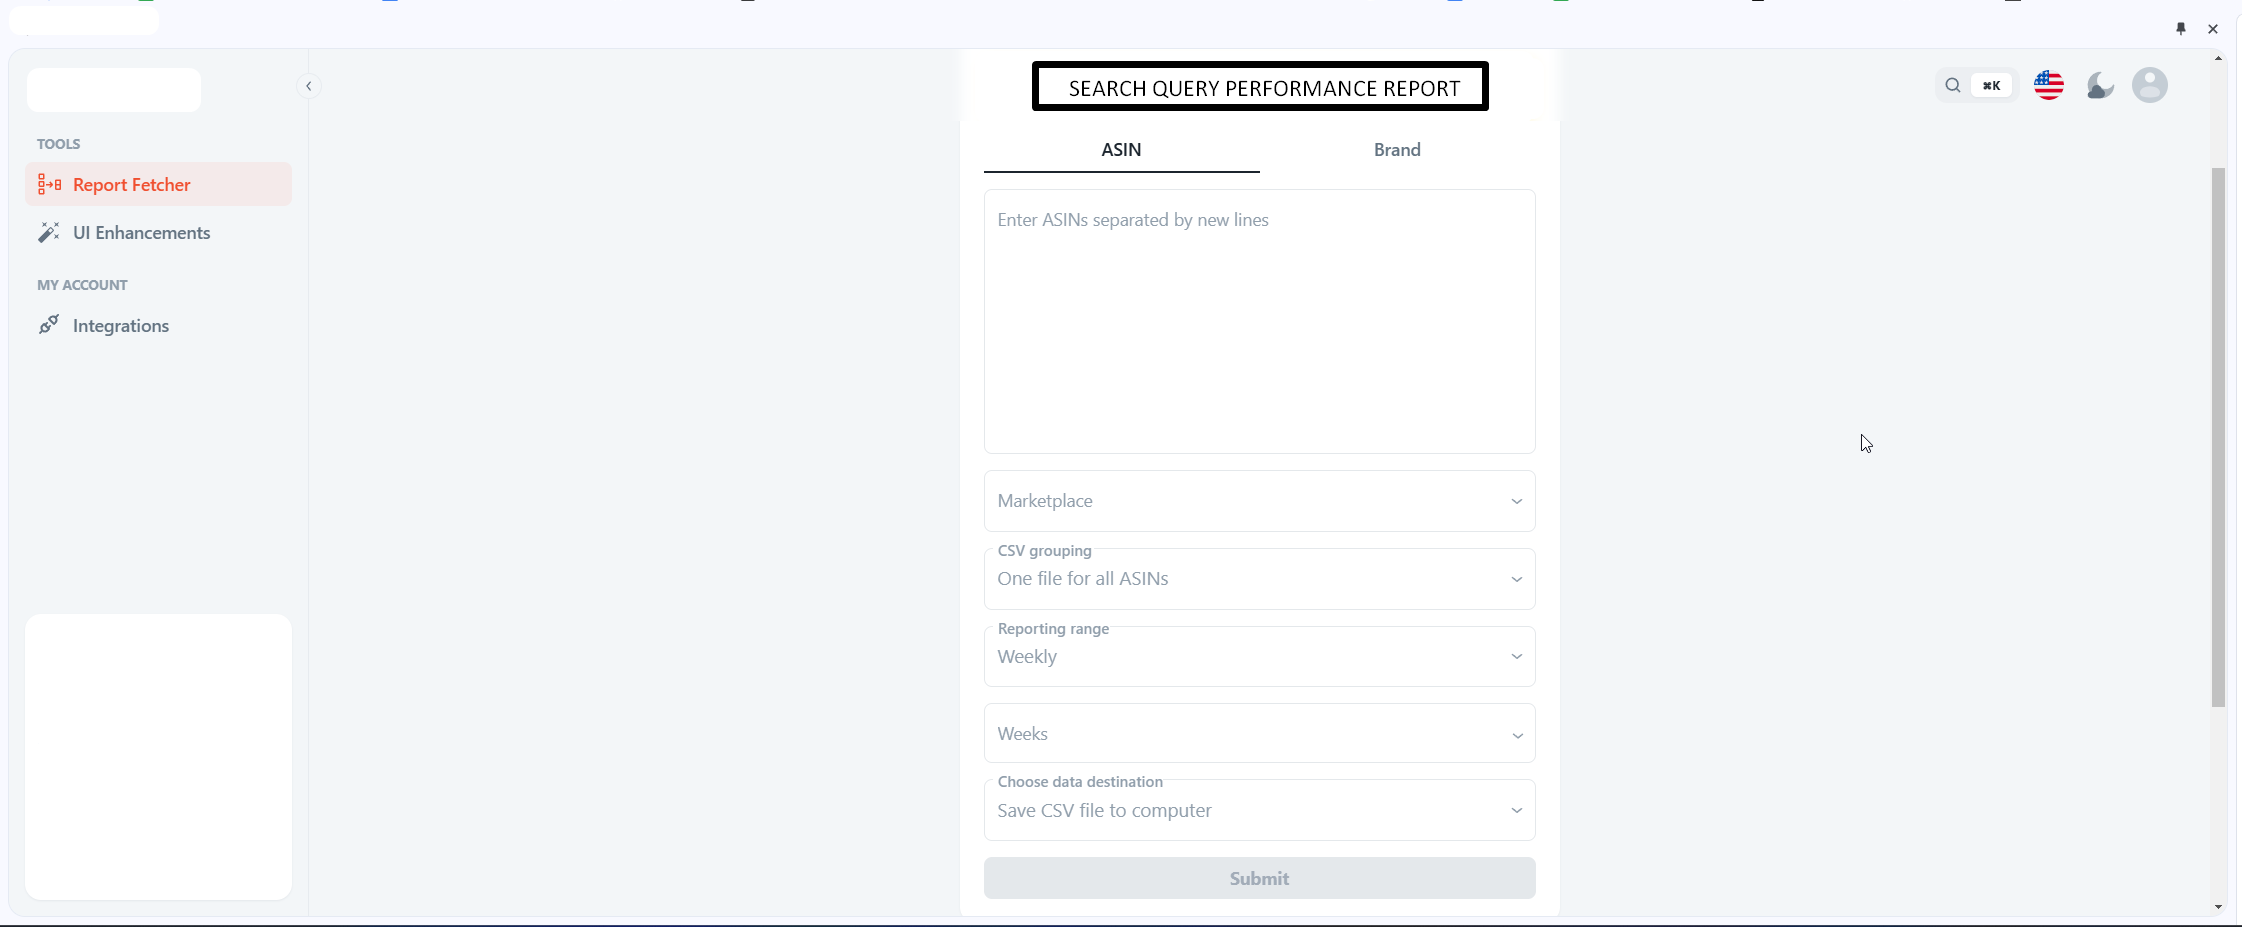 SEARCH QUERY PERFORMANCE REPORT
⌘K
TOOLS
Report Fetcher
UI Enhancements
MY ACCOUNT
Integrations
ASIN
Brand
Enter ASINs separated by new lines
Marketplace
CSV grouping
One file for all ASINs
Reporting range
Weekly
Weeks
Choose data destination
Save CSV file to computer
Submit